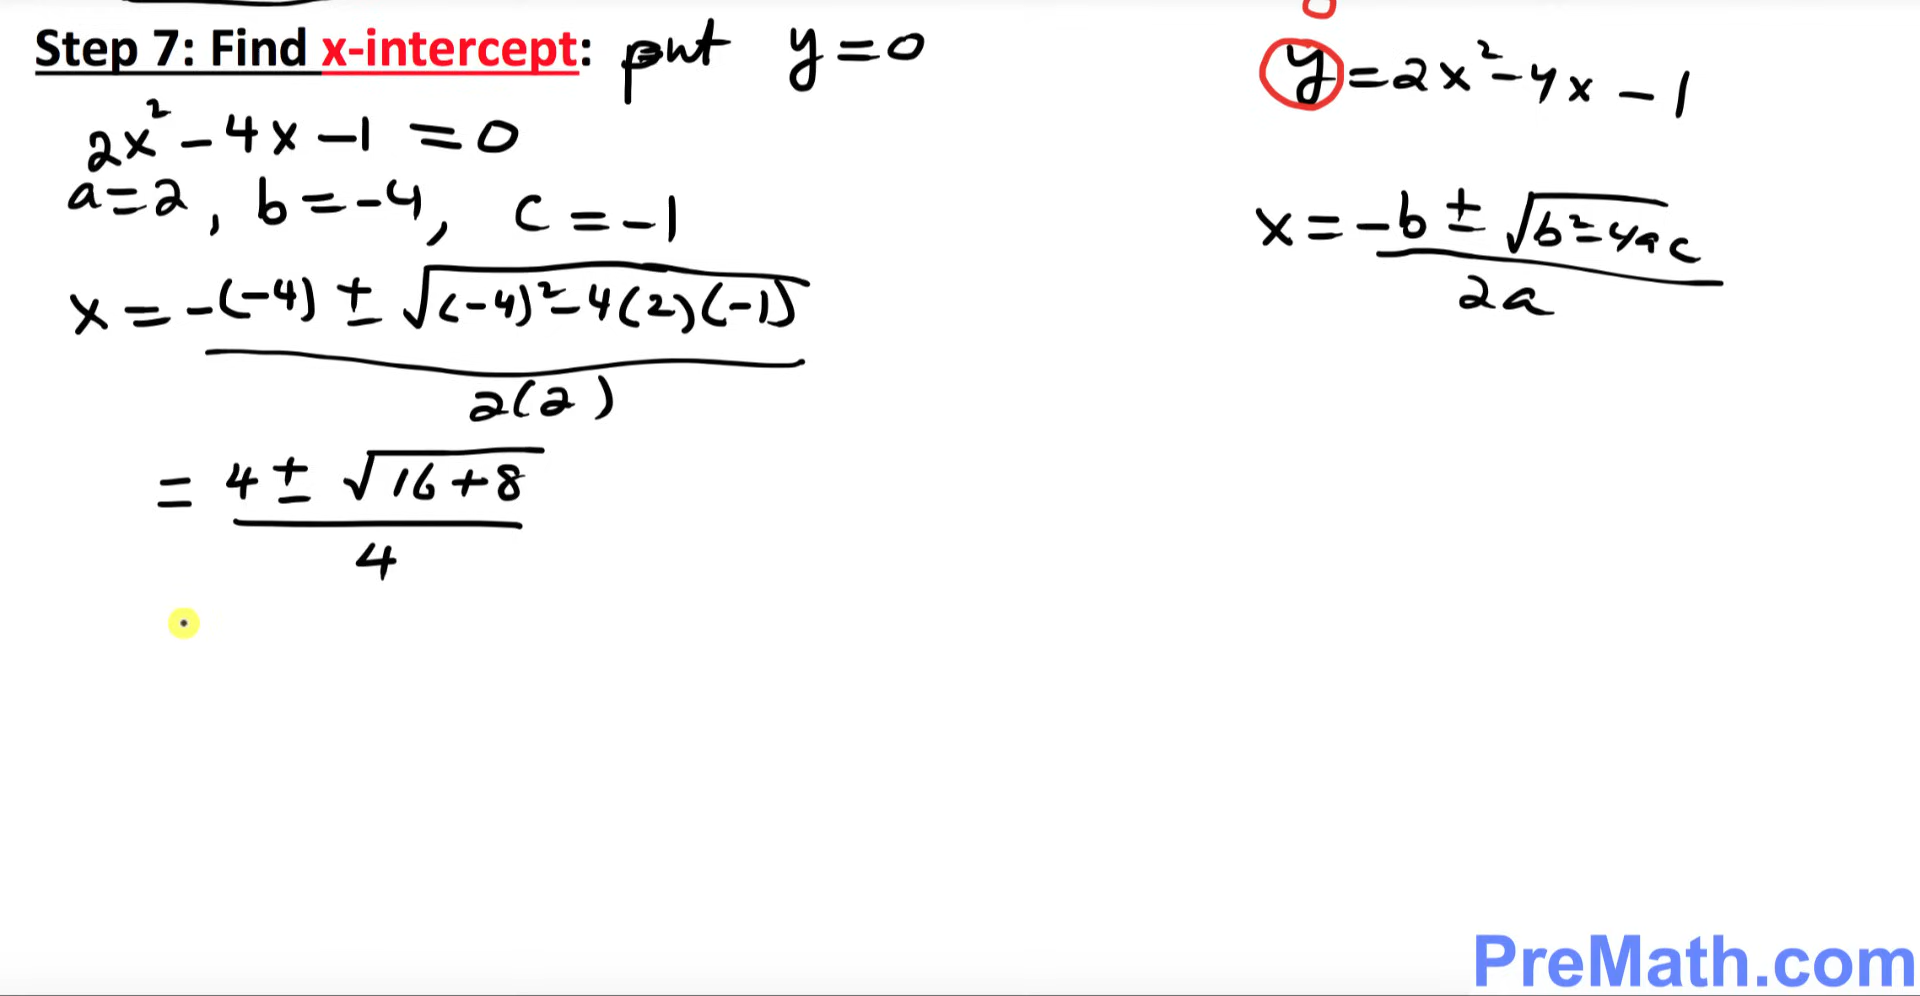 Step 7: Find x-intercept: put y=0
2x²-4x-1=0
a=2, b=-4, c=-1
x = -(-4) ± √(-4)²-4(2)(-1)
2(2)
= 4 ± √16+8
4
y=2x²-4x-1
x = -b ± √b²-4ac
2a
PreMath.com